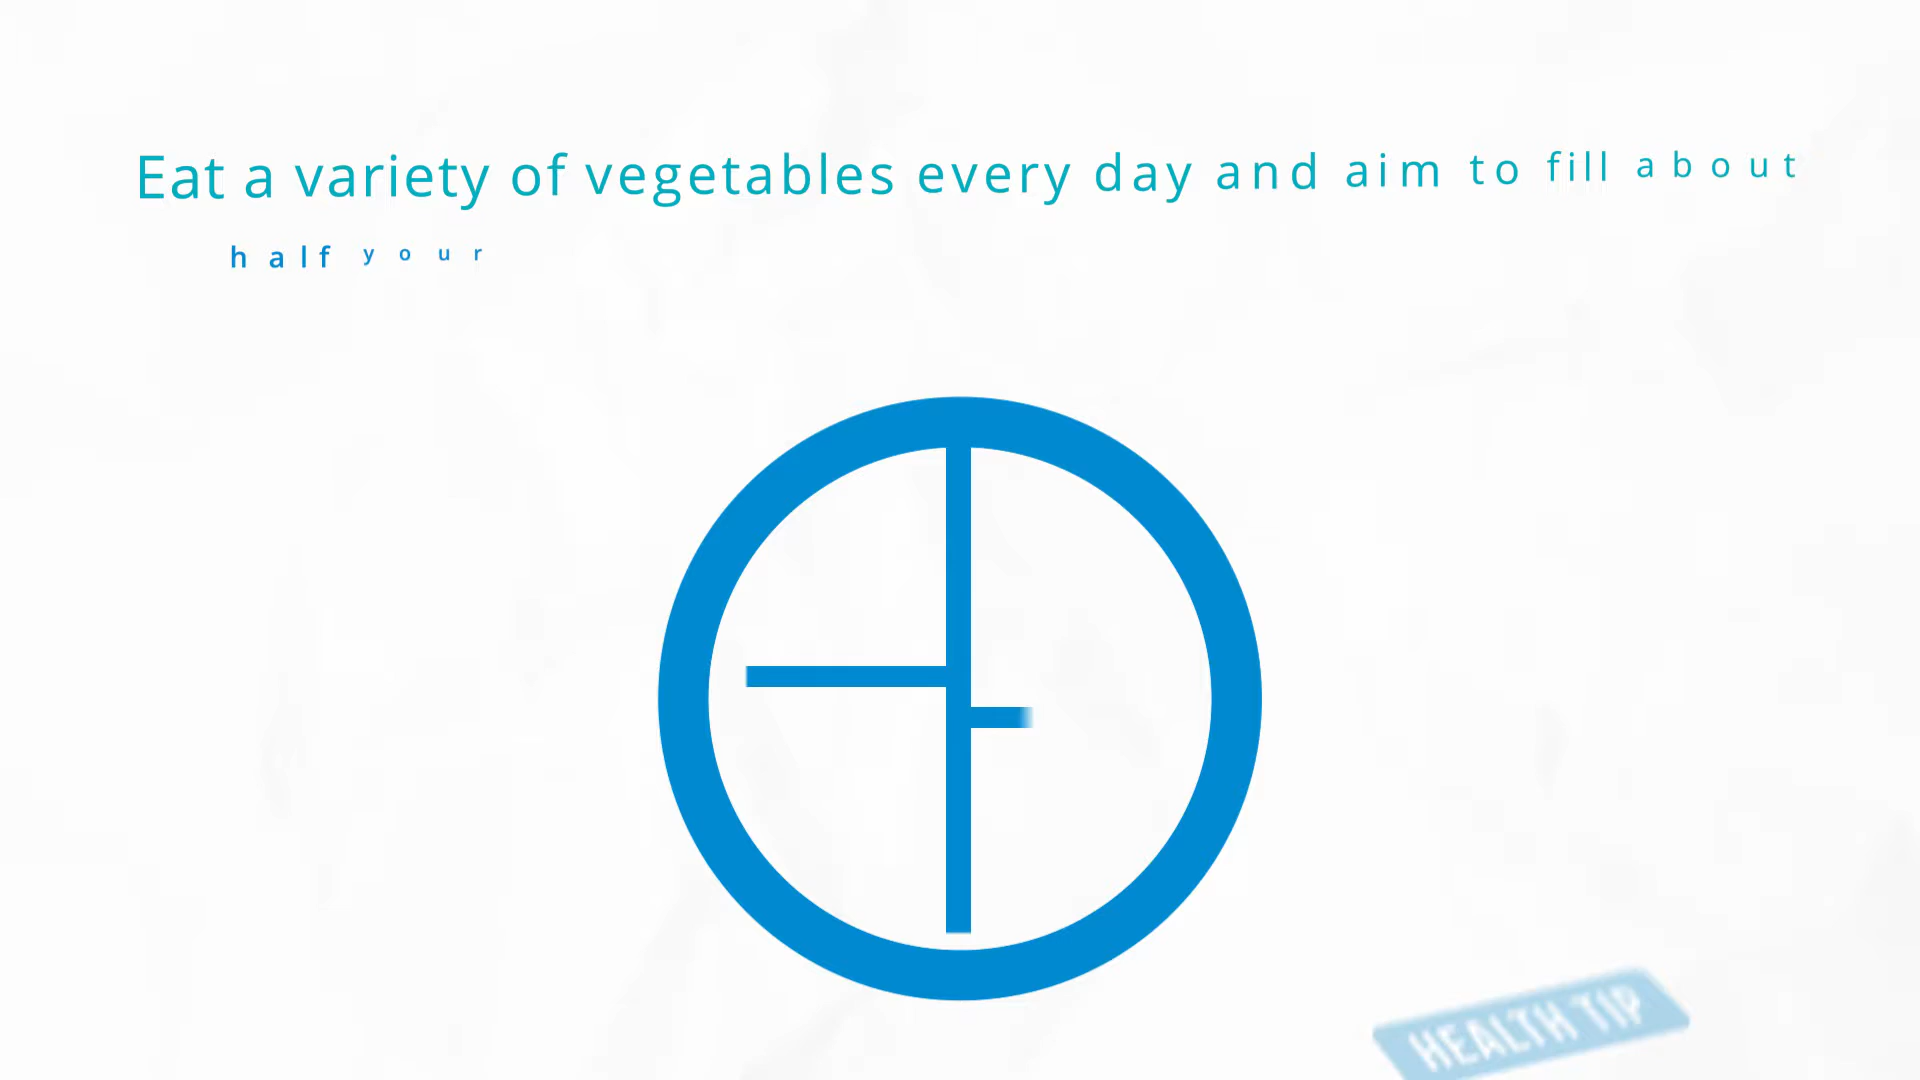 Eat a variety of vegetables every day and aim to fill about
half your
HEALTH TIP